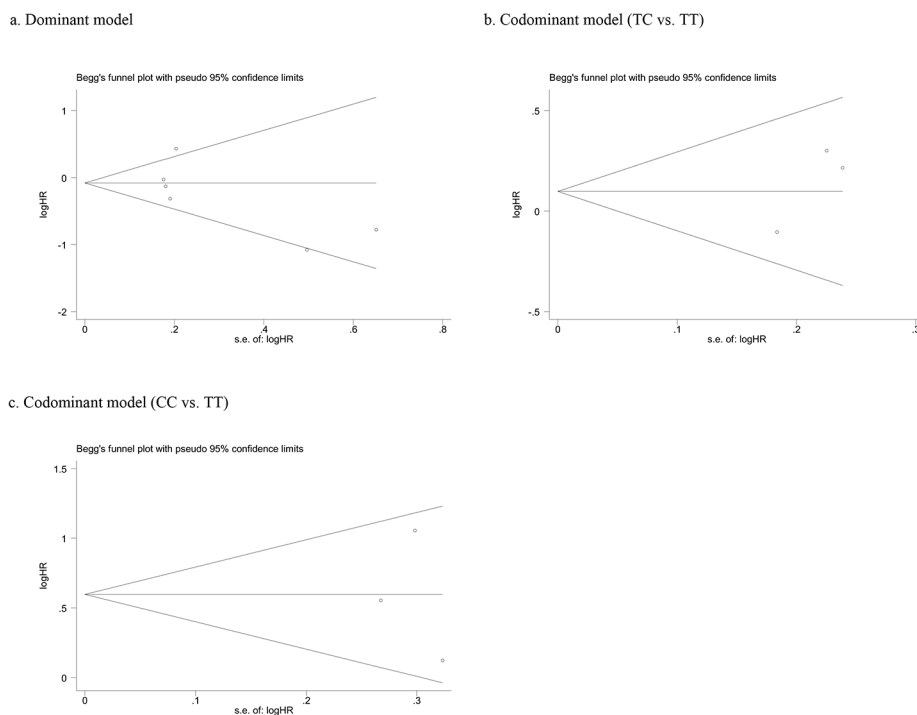 a. Dominant model
b. Codominant model (TC vs. TT)
Begg's funnel plot with pseudo 95% confidence limits
1
0
-1
-2
logHR
0
.2
.4
.6
.8
s.e. of: logHR
Begg's funnel plot with pseudo 95% confidence limits
.5
0
-.5
logHR
0
.1
.2
.3
s.e. of: logHR
c. Codominant model (CC vs. TT)
Begg's funnel plot with pseudo 95% confidence limits
1.5
1
.5
0
logHR
0
.1
.2
.3
s.e. of: logHR